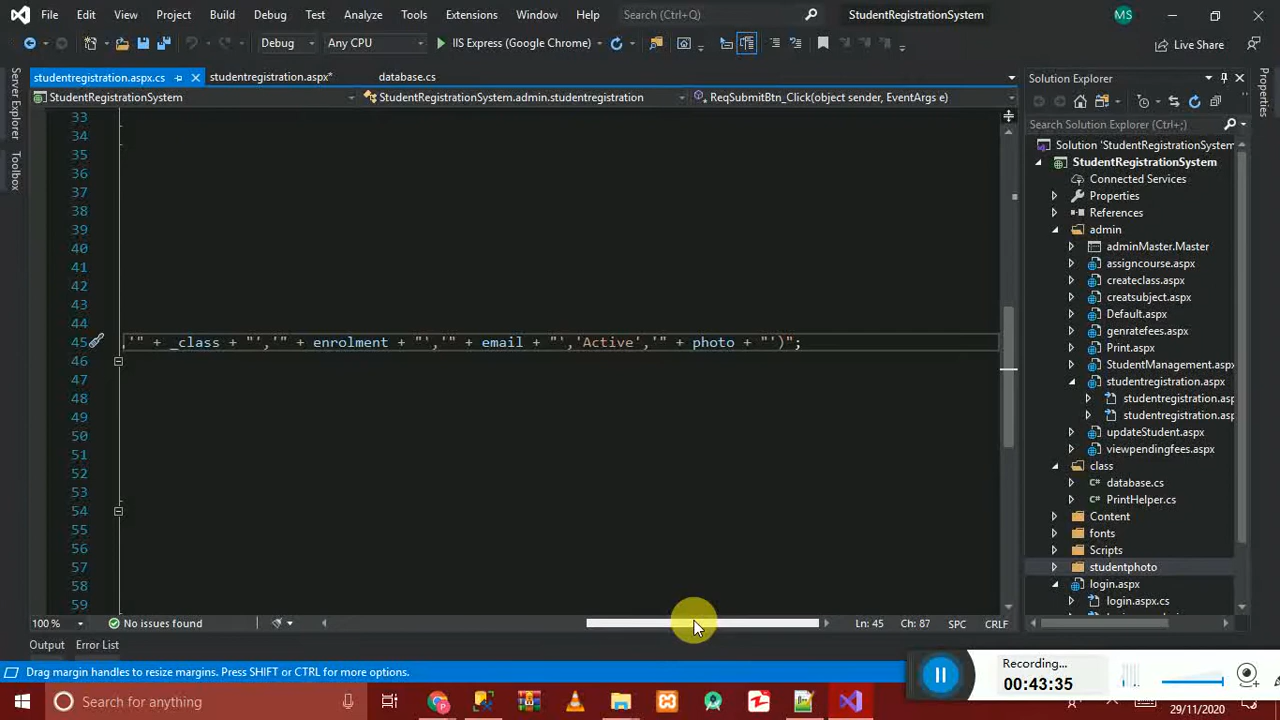 File Edit View Project Build Debug Test Analyze Tools Extensions Window Help Search (Ctrl+Q) StudentRegistrationSystem MS
Debug Any CPU IIS Express (Google Chrome) Live Share
studentregistration.aspx.cs studentregistration.aspx* database.cs
StudentRegistrationSystem StudentRegistrationSystem.admin.studentregistration ReqSubmitBtn_Click(object sender, EventArgs e)
Server Explorer
Toolbox
33
34
35
36
37
38
39
40
41
42
43
44
45 ,'" + _class + "','" + enrolment + "','" + email + "','Active','" + photo + "')";
46
47
48
49
50
51
52
53
54
55
56
57
58
59
100 % No issues found Ln: 45 Ch: 87 SPC CRLF
Output Error List
Solution Explorer
Search Solution Explorer (Ctrl+;)
Solution 'StudentRegistrationSystem
StudentRegistrationSystem
Connected Services
Properties
References
admin
adminMaster.Master
assigncourse.aspx
createclass.aspx
creatsubject.aspx
Default.aspx
genratefees.aspx
Print.aspx
StudentManagement.aspx
studentregistration.aspx
studentregistration.asp
studentregistration.asp
updateStudent.aspx
viewpendingfees.aspx
class
database.cs
PrintHelper.cs
Content
fonts
Scripts
studentphoto
login.aspx
login.aspx.cs
Properties
Drag margin handles to resize margins. Press SHIFT or CTRL for more options.
Recording...
00:43:35
Search for anything
29/11/2020